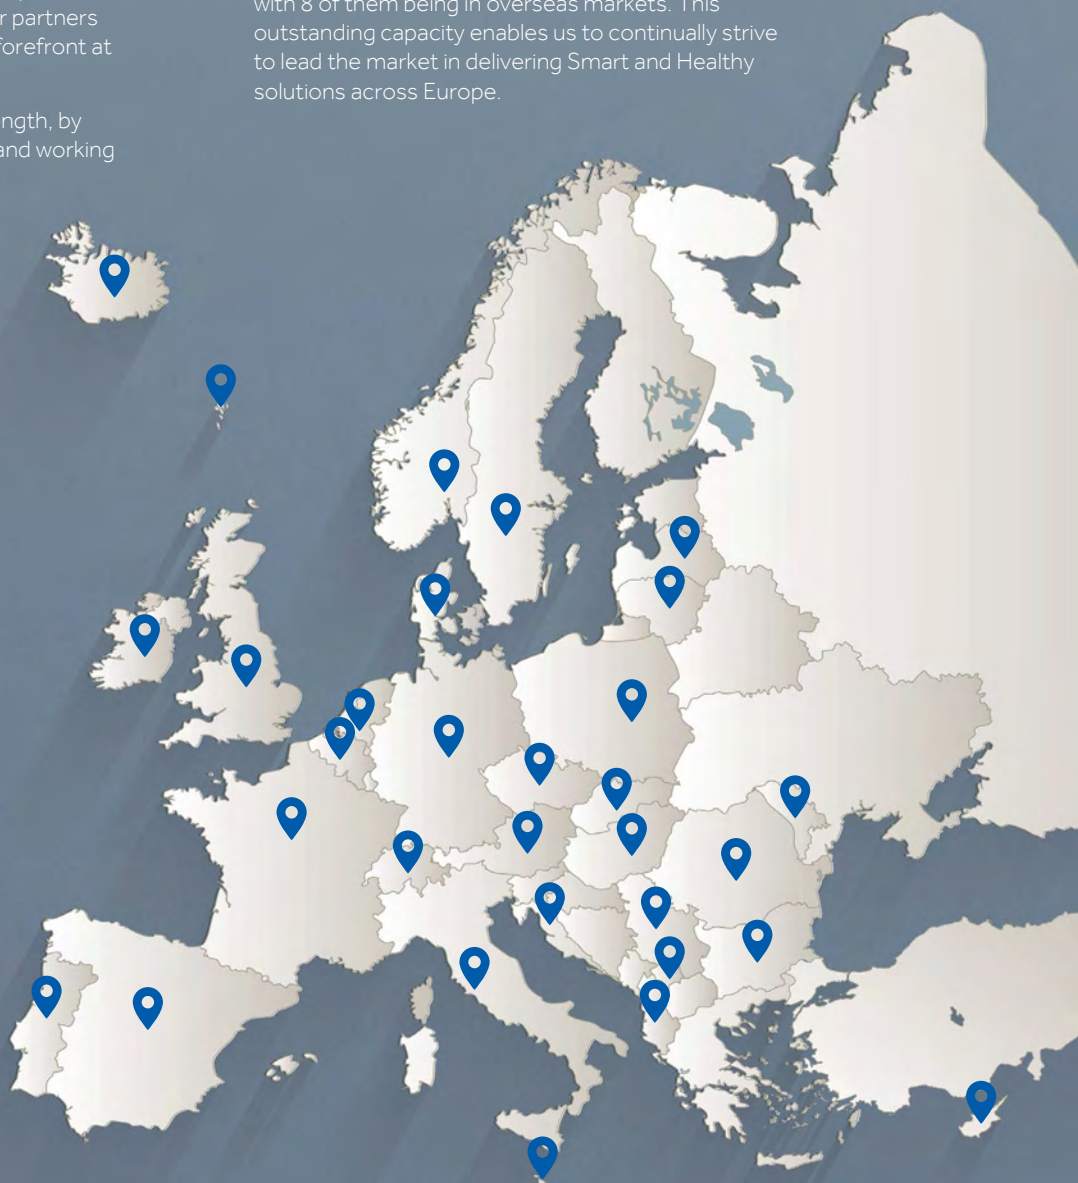 r partners
forefront at
ngth, by
and working
with 8 of them being in overseas markets. This
outstanding capacity enables us to continually strive
to lead the market in delivering Smart and Healthy
solutions across Europe.